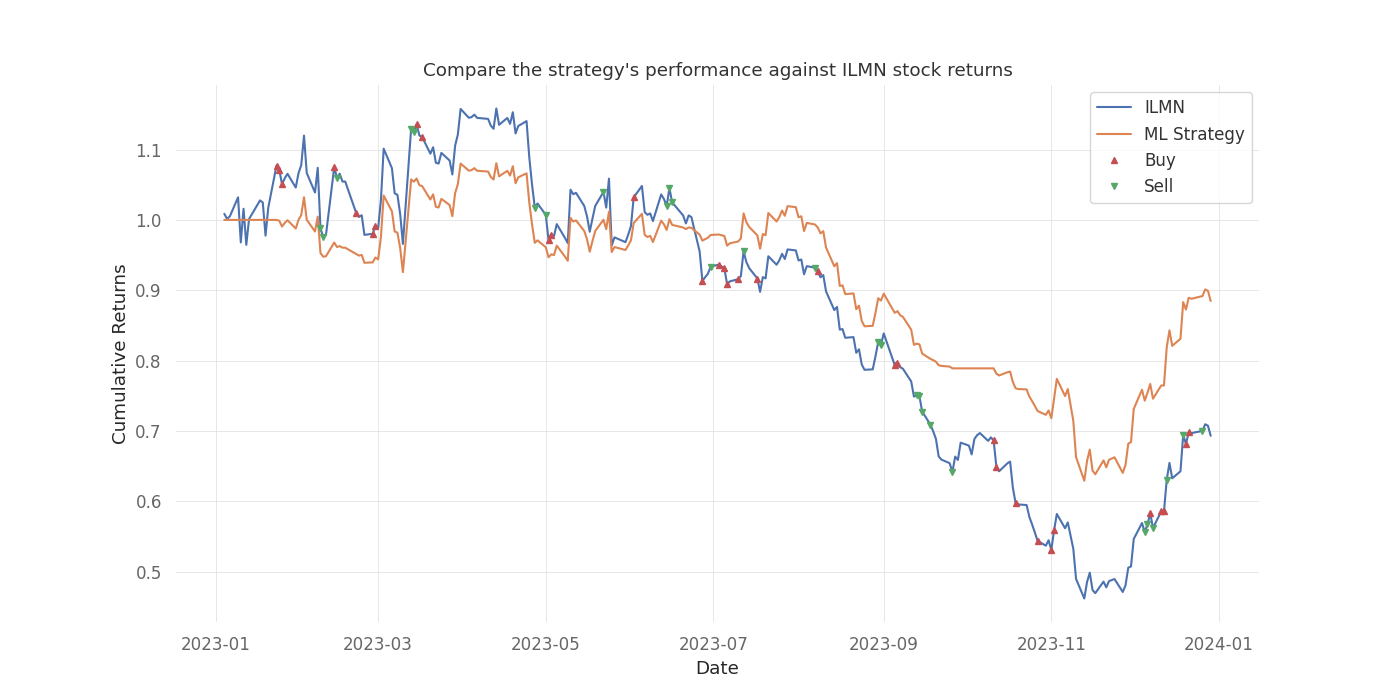 Compare the strategy's performance against ILMN stock returns
ILMN
ML Strategy
Buy
Sell
Cumulative Returns
1.1
1.0
0.9
0.8
0.7
0.6
0.5
2023-01
2023-03
2023-05
2023-07
2023-09
2023-11
2024-01
Date